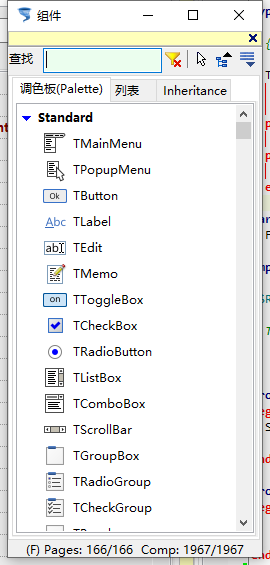 组件
查找
调色板(Palette) 列表 Inheritance
Standard
TMainMenu
TPopupMenu
Ok TButton
Abc TLabel
ab TEdit
TMemo
on TToggleBox
TCheckBox
TRadioButton
TListBox
TComboBox
TScrollBar
TGroupBox
TRadioGroup
TCheckGroup
(F) Pages: 166/166 Comp: 1967/1967